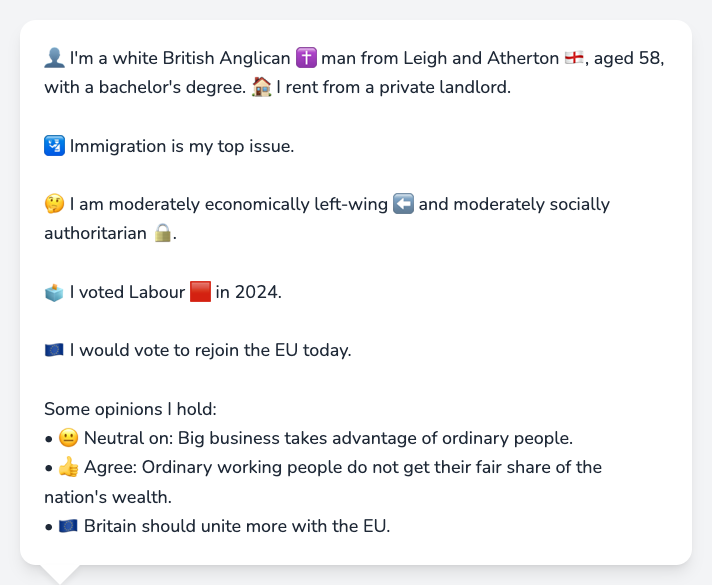 👤 I'm a white British Anglican ✝️ man from Leigh and Atherton 🏴󠁧󠁢󠁥󠁮󠁧󠁿, aged 58,
with a bachelor's degree. 🏠 I rent from a private landlord.
🛂 Immigration is my top issue.
🤔 I am moderately economically left-wing ⬅️ and moderately socially
authoritarian 🔒.
🗳️ I voted Labour 🟥 in 2024.
🇪🇺 I would vote to rejoin the EU today.
Some opinions I hold:
• 😐 Neutral on: Big business takes advantage of ordinary people.
• 👍 Agree: Ordinary working people do not get their fair share of the
nation's wealth.
• 🇪🇺 Britain should unite more with the EU.